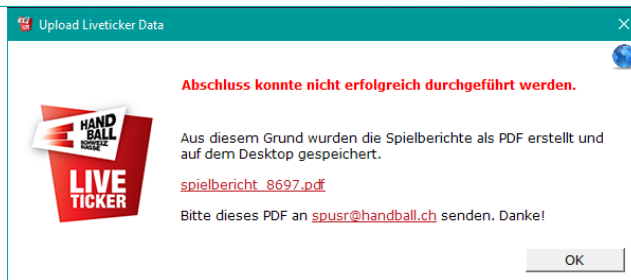 Upload Liveticker Data
Abschluss konnte nicht erfolgreich durchgeführt werden.
HAND
BALL
SCHWEIZ
SUISSE
LIVE
TICKER
Aus diesem Grund wurden die Spielberichte als PDF erstellt und
auf dem Desktop gespeichert.
spielbericht_8697.pdf
Bitte dieses PDF an spusr@handball.ch senden. Danke!
OK